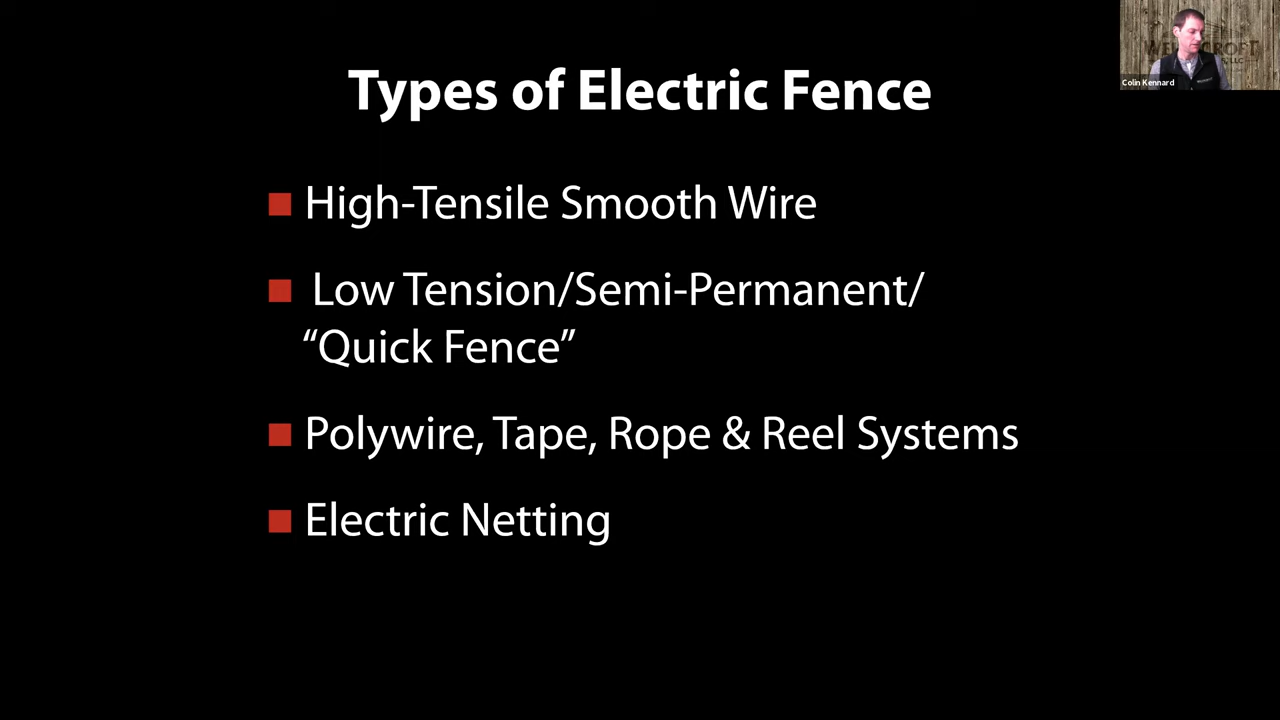 Types of Electric Fence
High-Tensile Smooth Wire
Low Tension/Semi-Permanent/
“Quick Fence”
Polywire, Tape, Rope & Reel Systems
Electric Netting
Colin Kennard